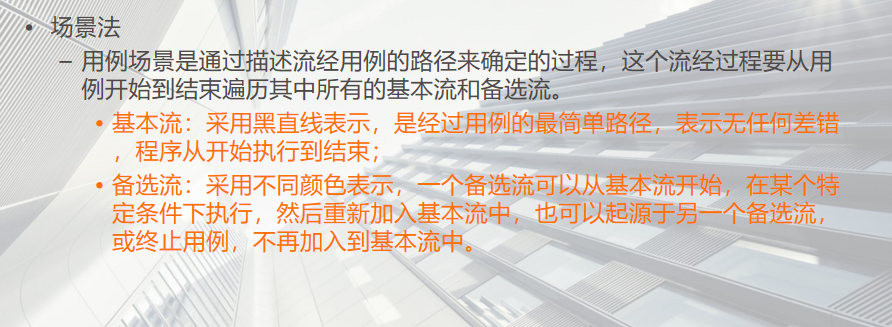 • 场景法
– 用例场景是通过描述流经用例的路径来确定的过程，这个流经过程要从用
例开始到结束遍历其中所有的基本流和备选流。
• 基本流：采用黑直线表示，是经过用例的最简单路径，表示无任何差错
，程序从开始执行到结束；
• 备选流：采用不同颜色表示，一个备选流可以从基本流开始，在某个特
定条件下执行，然后重新加入基本流中，也可以起源于另一个备选流，
或终止用例，不再加入到基本流中。